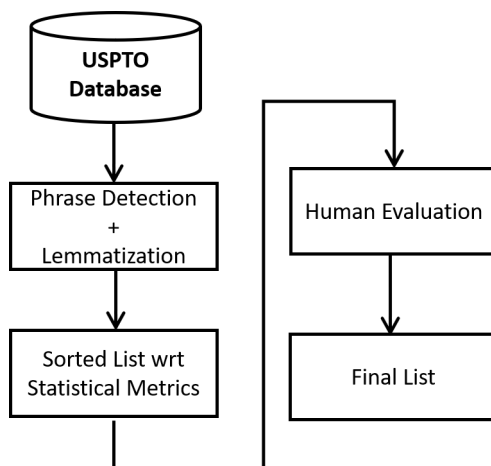 USPTO
Database
Phrase Detection
+
Lemmatization
Sorted List wrt
Statistical Metrics
Human Evaluation
Final List